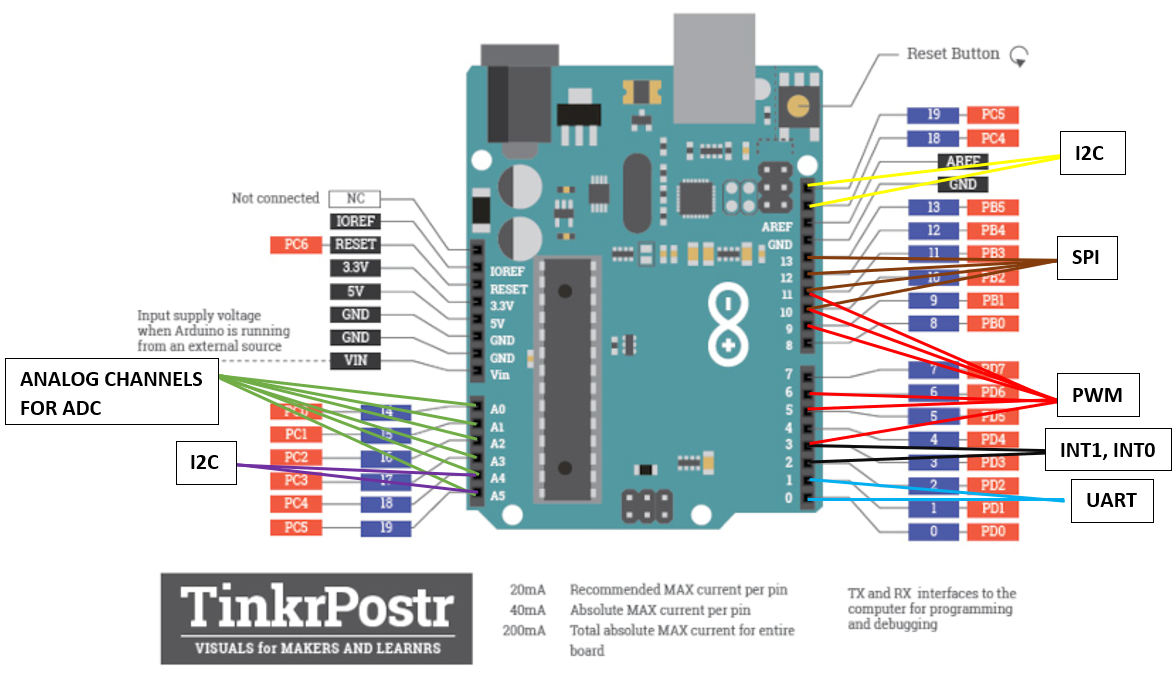 Reset Button
19 PC5
18 PC4
AREF
GND
13 PB5
12 PB4
11 PB3
10 PB2
9 PB1
8 PB0
7 PD7
6 PD6
5 PD5
4 PD4
3 PD3
2 PD2
1 PD1
0 PD0
I2C
SPI
PWM
INT1, INT0
UART
Not connected NC
IOREF
PC6 RESET
3.3V
5V
GND
GND
VIN
Input supply voltage
when Arduino is running
from an external source
ANALOG CHANNELS
FOR ADC
I2C
PC0 14
PC1 15
PC2 16
PC3 17
PC4 18
PC5 19
IOREF
RESET
3.3V
5V
GND
GND
Vin
A0
A1
A2
A3
A4
A5
AREF
GND
13
12
11
10
9
8
7
6
5
4
3
2
1
0
TinkrPostr
VISUALS for MAKERS AND LEARNRS
20mA Recommended MAX current per pin
40mA Absolute MAX current per pin
200mA Total absolute MAX current for entire
board
TX and RX interfaces to the
computer for programming
and debugging